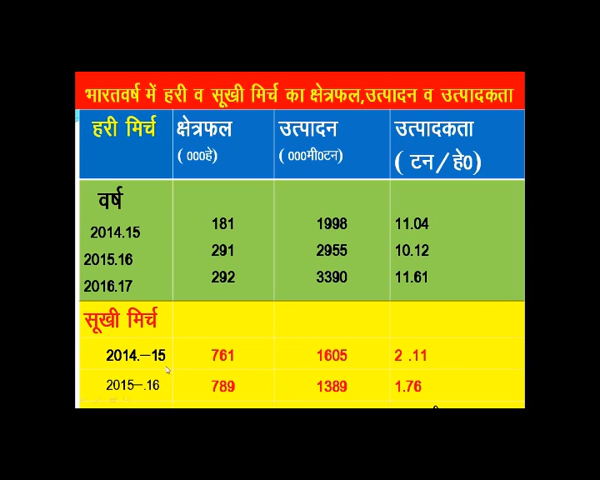 भारतवर्ष में हरी व सूखी मिर्च का क्षेत्रफल,उत्पादन व उत्पादकता
हरी मिर्च क्षेत्रफल उत्पादन उत्पादकता
( 000हे) ( 000मी0टन) ( टन/हे0)
वर्ष
2014.15 181 1998 11.04
2015.16 291 2955 10.12
2016.17 292 3390 11.61
सूखी मिर्च
2014.–15 761 1605 2 .11
2015–.16 789 1389 1.76